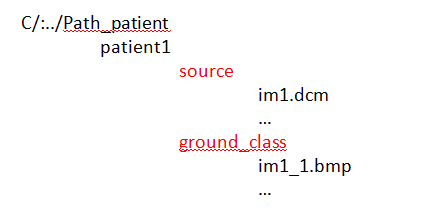 C/:../Path_patient
patient1
source
im1.dcm
...
ground_class
im1_1.bmp
...